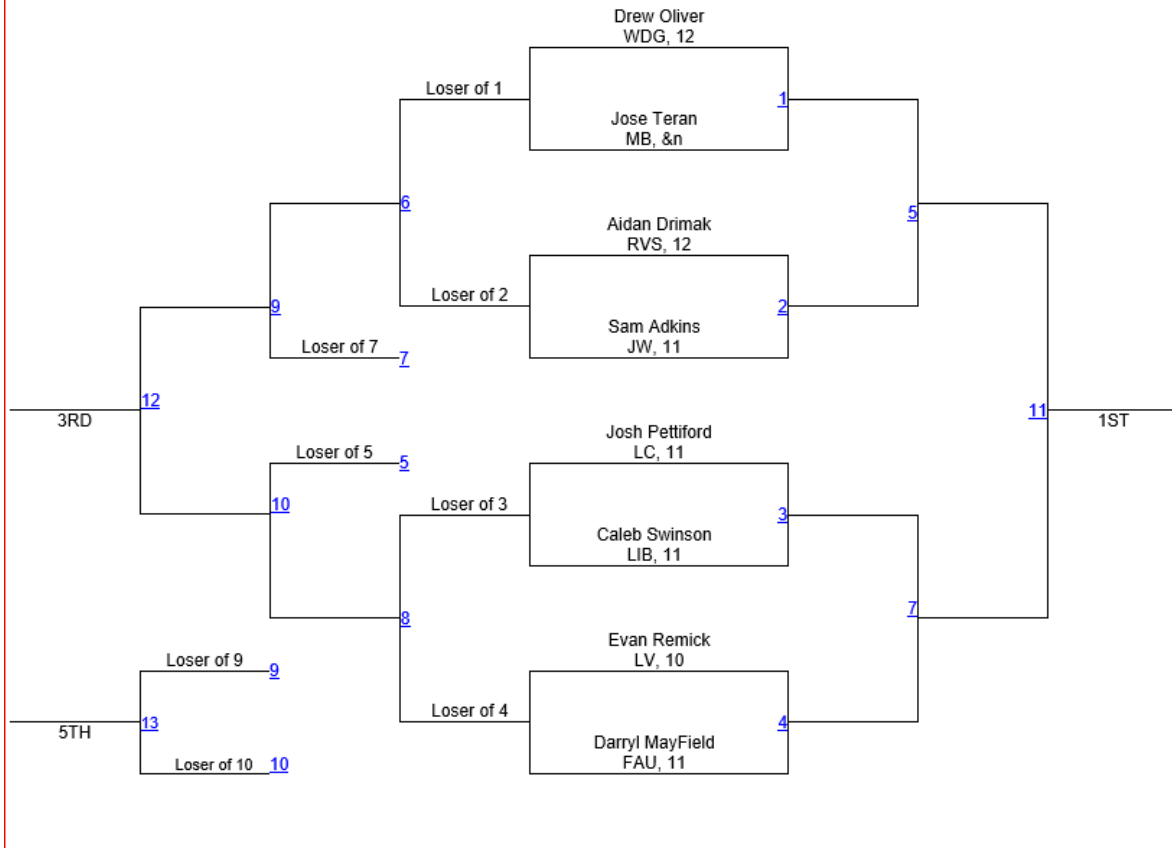 Drew Oliver
WDG, 12
Loser of 1
1
Jose Teran
MB, &n
6
5
Aidan Drimak
RVS, 12
Loser of 2
9
2
Sam Adkins
JW, 11
Loser of 7
7
12
3RD
11
1ST
Josh Pettiford
LC, 11
Loser of 5
5
10
Loser of 3
3
Caleb Swinson
LIB, 11
8
7
Evan Remick
LV, 10
Loser of 9
9
Loser of 4
13
4
5TH
Darryl MayField
FAU, 11
Loser of 10
10